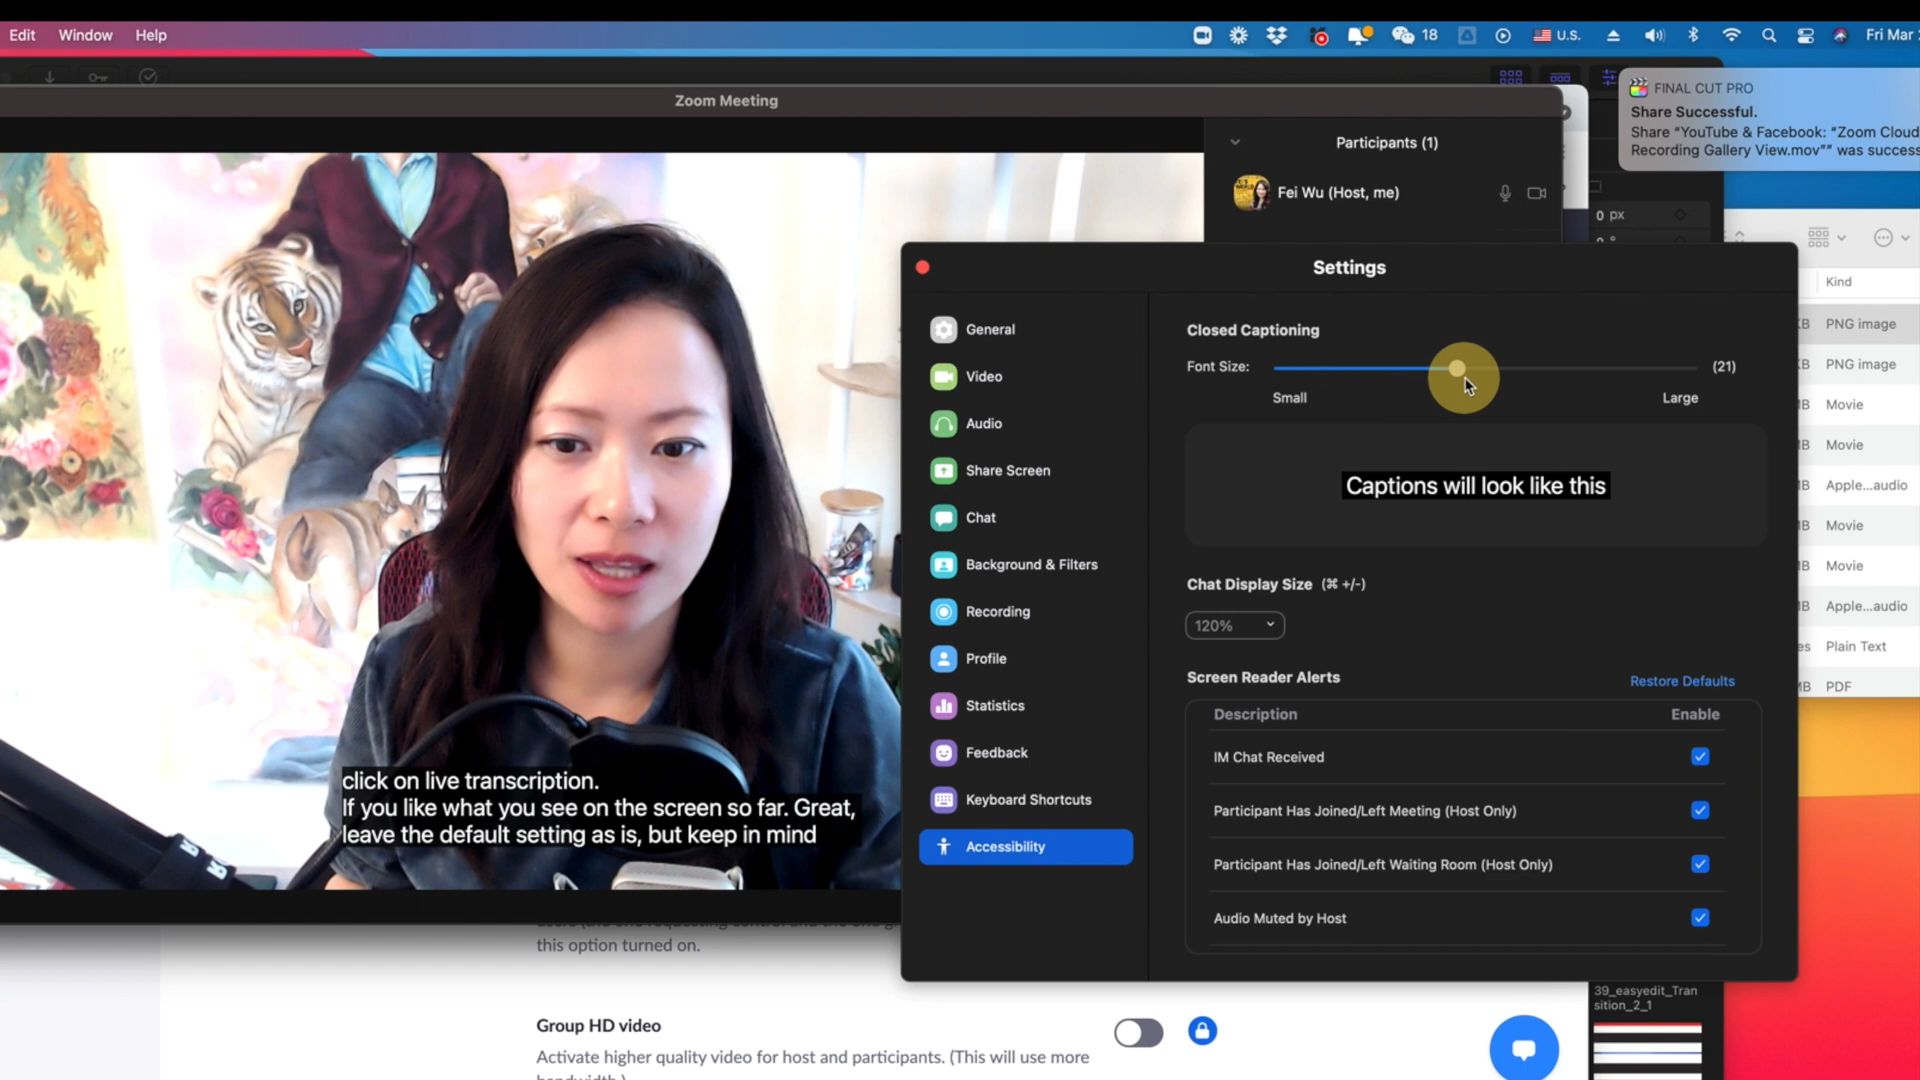 Edit Window Help
18
U.S.
Fri Mar
FINAL CUT PRO
Share Successful.
Share "YouTube & Facebook: "Zoom Cloud
Recording Gallery View.mov"" was success
Zoom Meeting
Participants (1)
Fei Wu (Host, me)
0 px
Kind
PNG image
PNG image
Movie
Movie
Apple...audio
Movie
Movie
Apple...audio
Plain Text
PDF
Settings
General
Video
Audio
Share Screen
Chat
Background & Filters
Recording
Profile
Statistics
Feedback
Keyboard Shortcuts
Accessibility
Closed Captioning
Font Size:
(21)
Small
Large
Captions will look like this
Chat Display Size (⌘ +/-)
120%
Screen Reader Alerts
Restore Defaults
Description
Enable
IM Chat Received
Participant Has Joined/Left Meeting (Host Only)
Participant Has Joined/Left Waiting Room (Host Only)
Audio Muted by Host
click on live transcription.
If you like what you see on the screen so far. Great,
leave the default setting as is, but keep in mind
this option turned on.
Group HD video
Activate higher quality video for host and participants. (This will use more
39_easyedit_Tran
sition_2_1